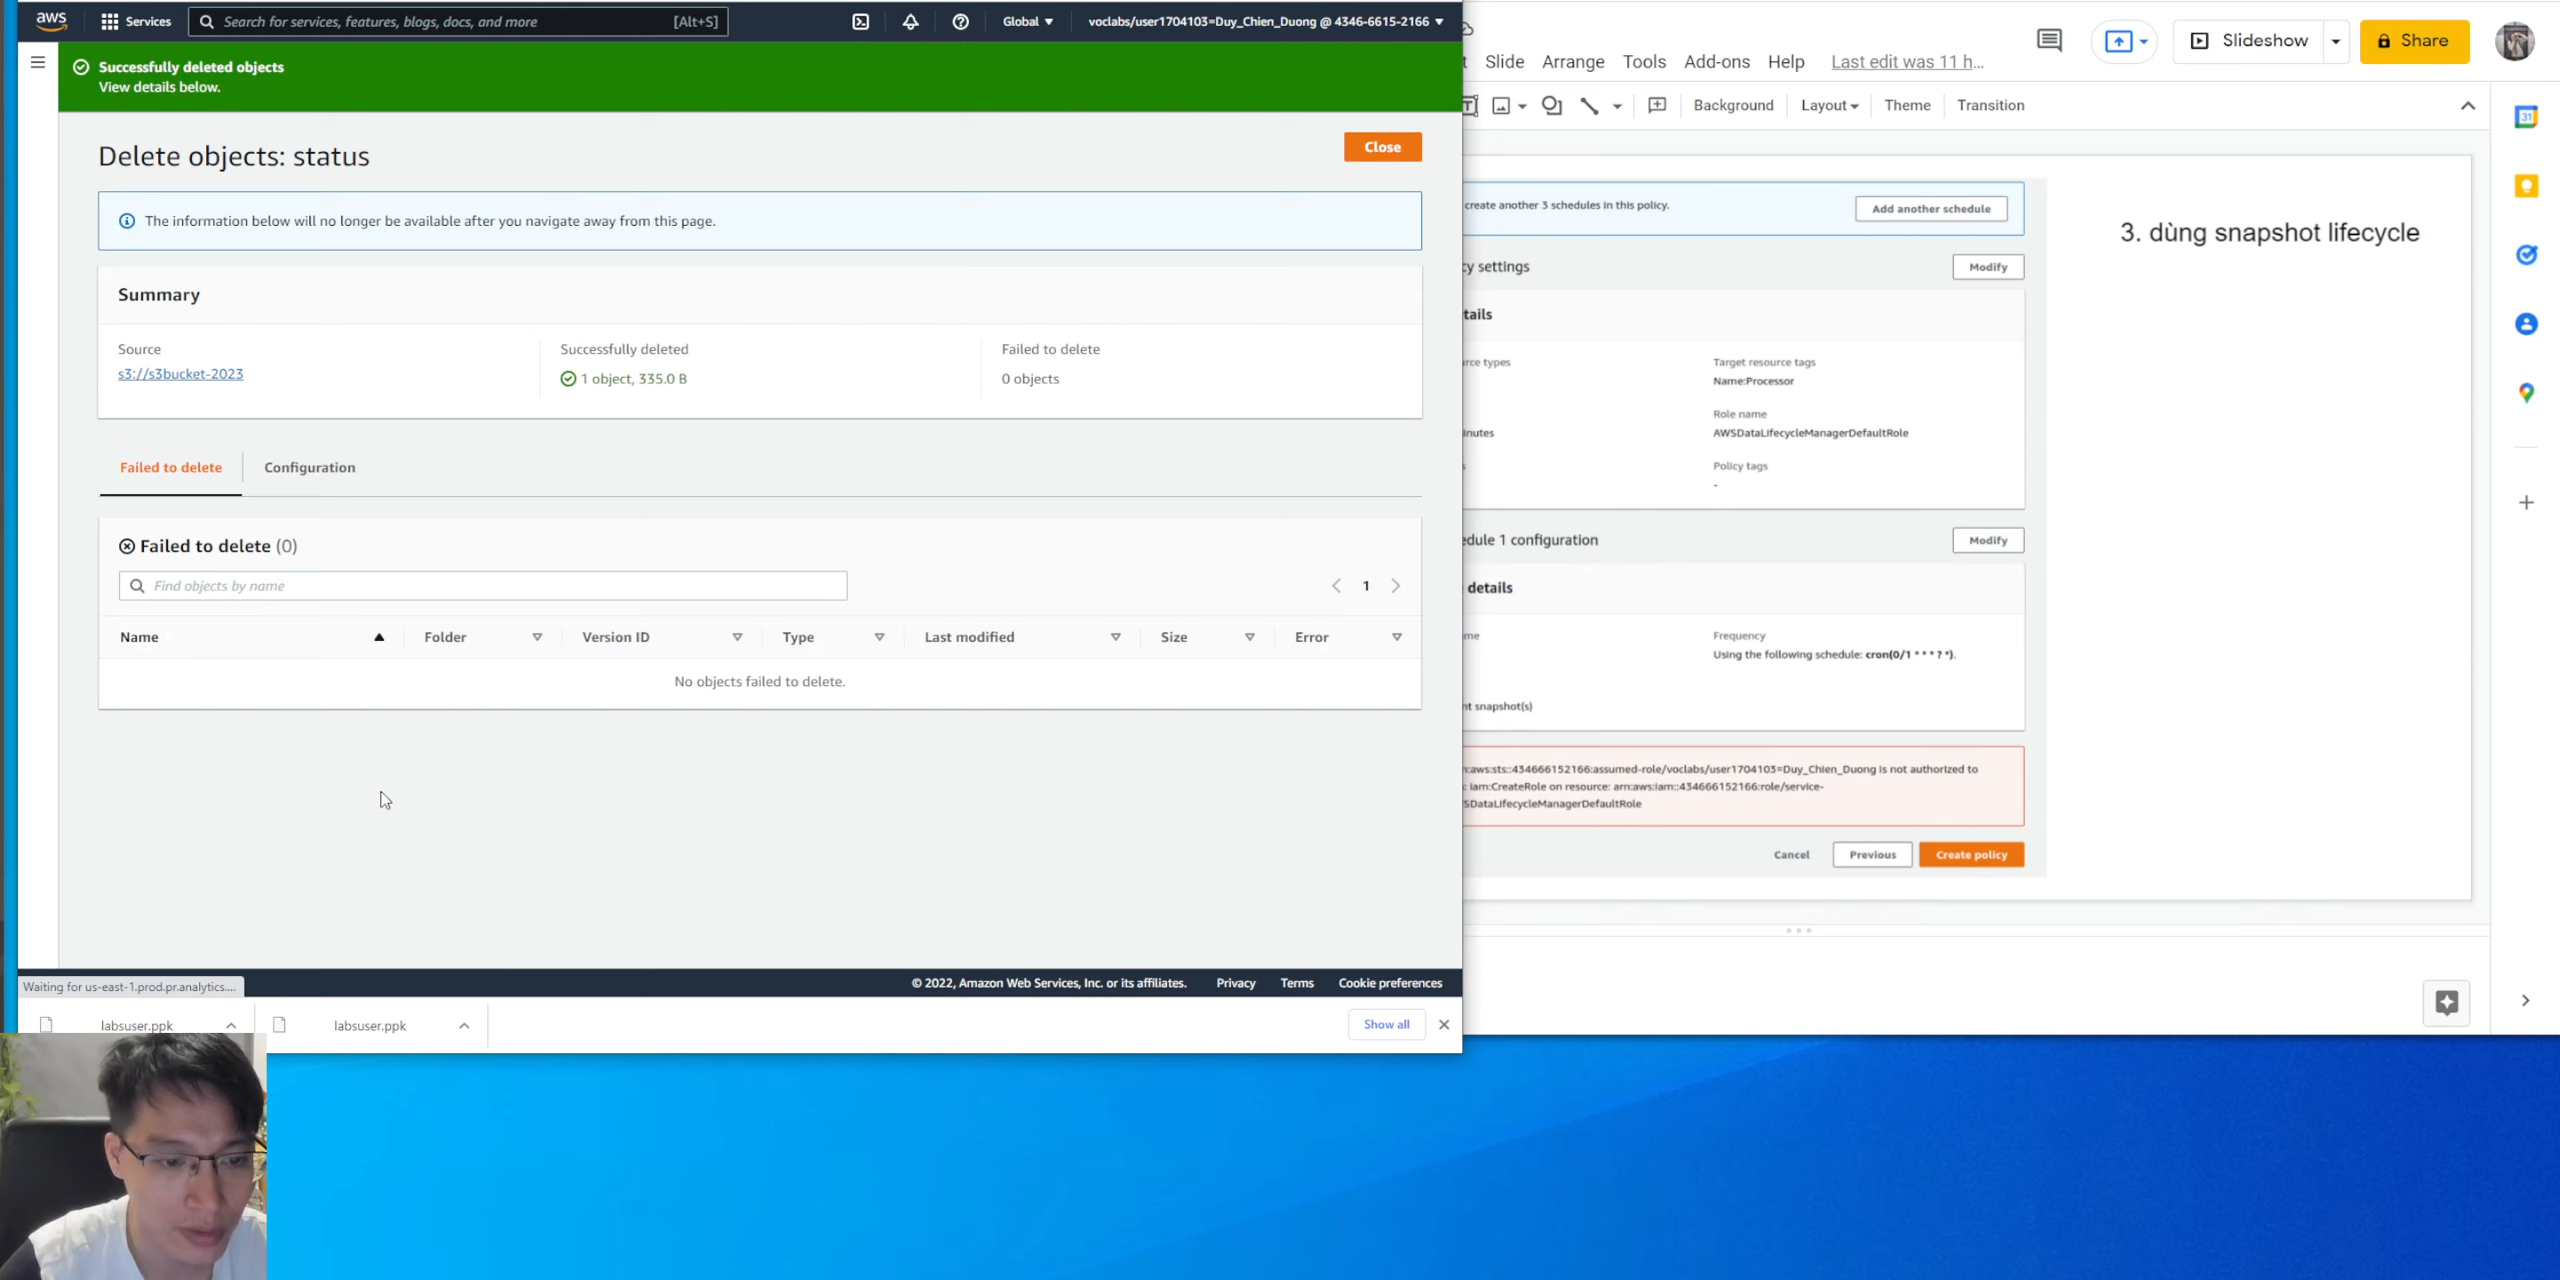 aws
Services
Search for services, features, blogs, docs, and more
[Alt+S]
Global
voclabs/user1704103=Duy_Chien_Duong @ 4346-6615-2166
Successfully deleted objects
View details below.
Delete objects: status
Close
The information below will no longer be available after you navigate away from this page.
Summary
Source
s3://s3bucket-2023
Successfully deleted
1 object, 335.0 B
Failed to delete
0 objects
Failed to delete
Configuration
Failed to delete (0)
Find objects by name
1
Name
Folder
Version ID
Type
Last modified
Size
Error
No objects failed to delete.
© 2022, Amazon Web Services, Inc. or its affiliates.
Privacy
Terms
Cookie preferences
Waiting for us-east-1.prod.pr.analytics....
labsuser.ppk
labsuser.ppk
Show all
Slide
Arrange
Tools
Add-ons
Help
Last edit was 11 h...
Slideshow
Share
Background
Layout
Theme
Transition
31
create another 3 schedules in this policy.
Add another schedule
cy settings
Modify
tails
rce types
Target resource tags
Name:Processor
Role name
inutes
AWSDataLifecycleManagerDefaultRole
Policy tags
-
edule 1 configuration
Modify
details
me
Frequency
Using the following schedule: cron(0/1 * * * ? *).
nt snapshot(s)
n:aws:sts::434666152166:assumed-role/voclabs/user1704103=Duy_Chien_Duong is not authorized to
: iam:CreateRole on resource: arn:aws:iam::434666152166:role/service-
SDataLifecycleManagerDefaultRole
Cancel
Previous
Create policy
3. dùng snapshot lifecycle